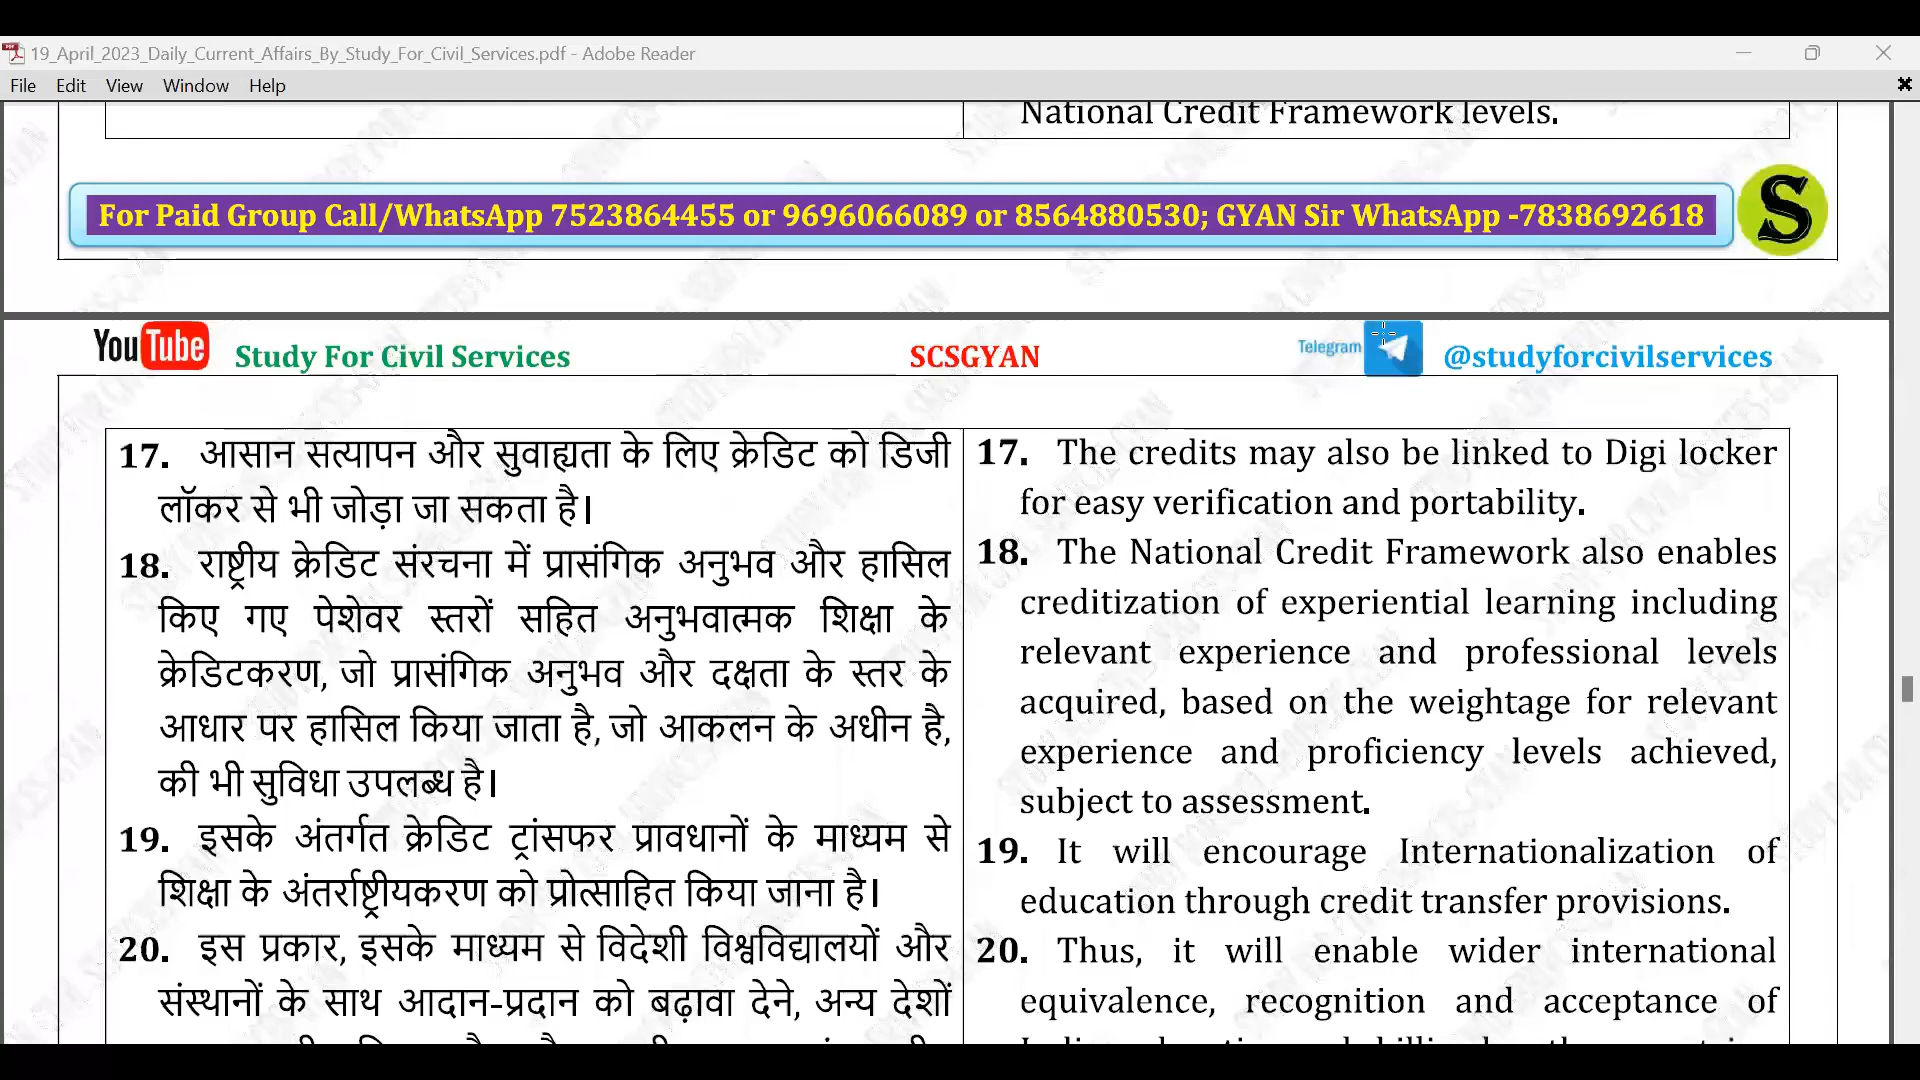 19_April_2023_Daily_Current_Affairs_By_Study_For_Civil_Services.pdf - Adobe Reader
File Edit View Window Help
National Credit Framework levels.
For Paid Group Call/WhatsApp 7523864455 or 9696066089 or 8564880530; GYAN Sir WhatsApp -7838692618
S
YouTube Study For Civil Services SCSGYAN Telegram @studyforcivilservices
17. आसान सत्यापन और सुवाह्यता के लिए क्रेडिट को डिजी
लॉकर से भी जोड़ा जा सकता है।
18. राष्ट्रीय क्रेडिट संरचना में प्रासंगिक अनुभव और हासिल
किए गए पेशेवर स्तरों सहित अनुभवात्मक शिक्षा के
क्रेडिटकरण, जो प्रासंगिक अनुभव और दक्षता के स्तर के
आधार पर हासिल किया जाता है, जो आकलन के अधीन है,
की भी सुविधा उपलब्ध है।
19. इसके अंतर्गत क्रेडिट ट्रांसफर प्रावधानों के माध्यम से
शिक्षा के अंतर्राष्ट्रीयकरण को प्रोत्साहित किया जाना है।
20. इस प्रकार, इसके माध्यम से विदेशी विश्वविद्यालयों और
संस्थानों के साथ आदान-प्रदान को बढ़ावा देने, अन्य देशों
17. The credits may also be linked to Digi locker
for easy verification and portability.
18. The National Credit Framework also enables
creditization of experiential learning including
relevant experience and professional levels
acquired, based on the weightage for relevant
experience and proficiency levels achieved,
subject to assessment.
19. It will encourage Internationalization of
education through credit transfer provisions.
20. Thus, it will enable wider international
equivalence, recognition and acceptance of